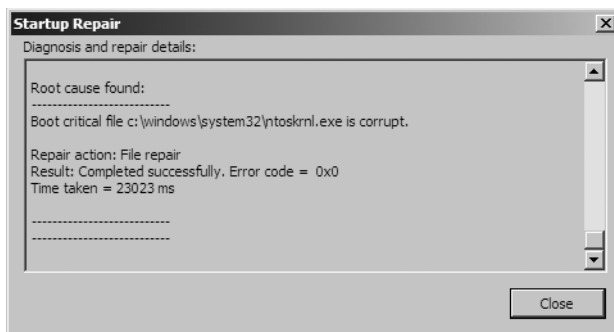 Startup Repair
Diagnosis and repair details:
Root cause found:
---------------------------
Boot critical file c:\windows\system32\ntoskrnl.exe is corrupt.
Repair action: File repair
Result: Completed successfully. Error code =  0x0
Time taken = 23023 ms
---------------------------
---------------------------
Close